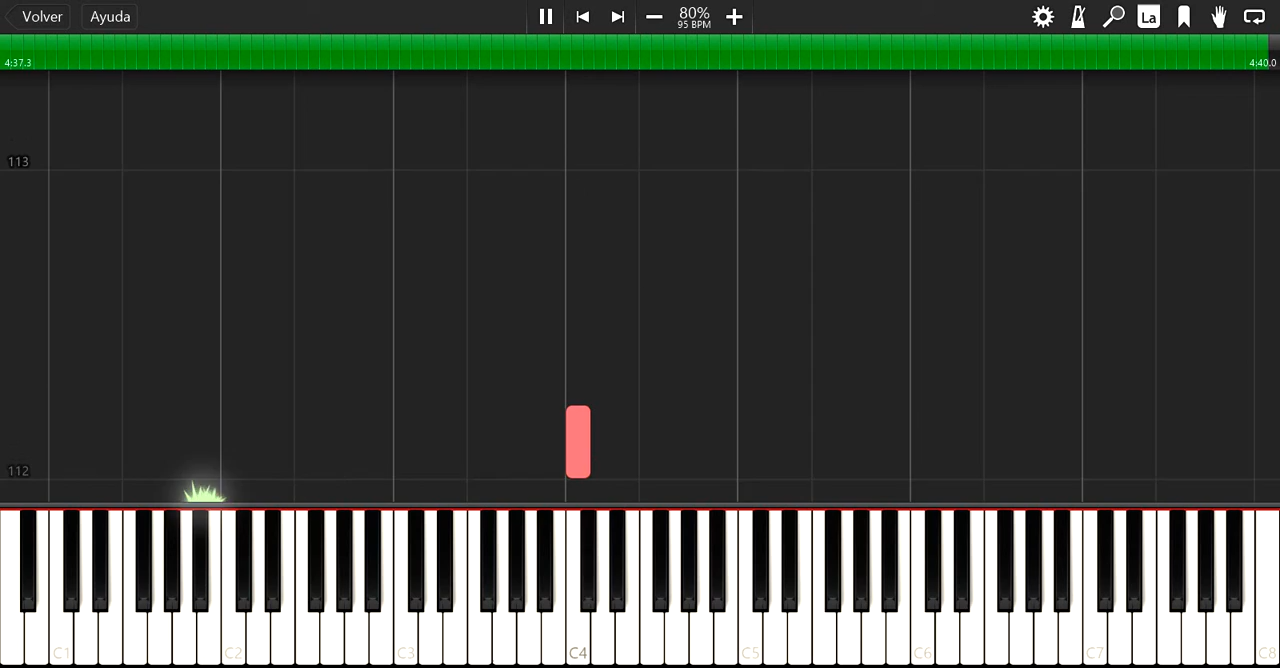 Volver Ayuda 80% La
95 BPM
4:37.3 4:40.0
113
112
C1 C2 C3 C4 C5 C6 C7 C8